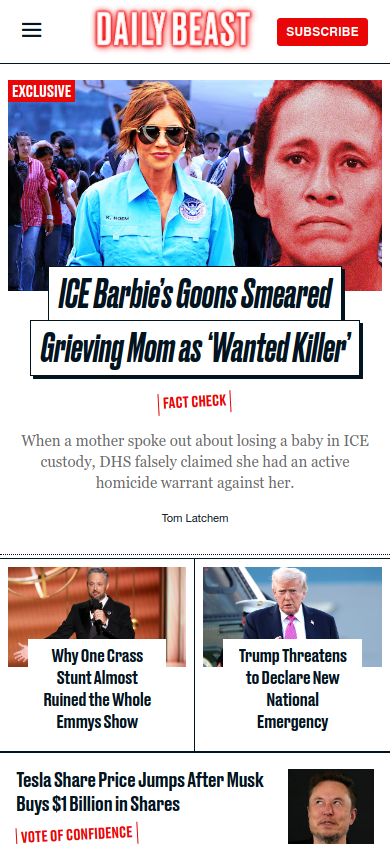 DAILY BEAST
SUBSCRIBE
EXCLUSIVE
K. NOEM
ICE Barbie's Goons Smeared
Grieving Mom as 'Wanted Killer'
FACT CHECK
When a mother spoke out about losing a baby in ICE
custody, DHS falsely claimed she had an active
homicide warrant against her.
Tom Latchem
Why One Crass
Stunt Almost
Ruined the Whole
Emmys Show
Trump Threatens
to Declare New
National
Emergency
Tesla Share Price Jumps After Musk
Buys $1 Billion in Shares
VOTE OF CONFIDENCE